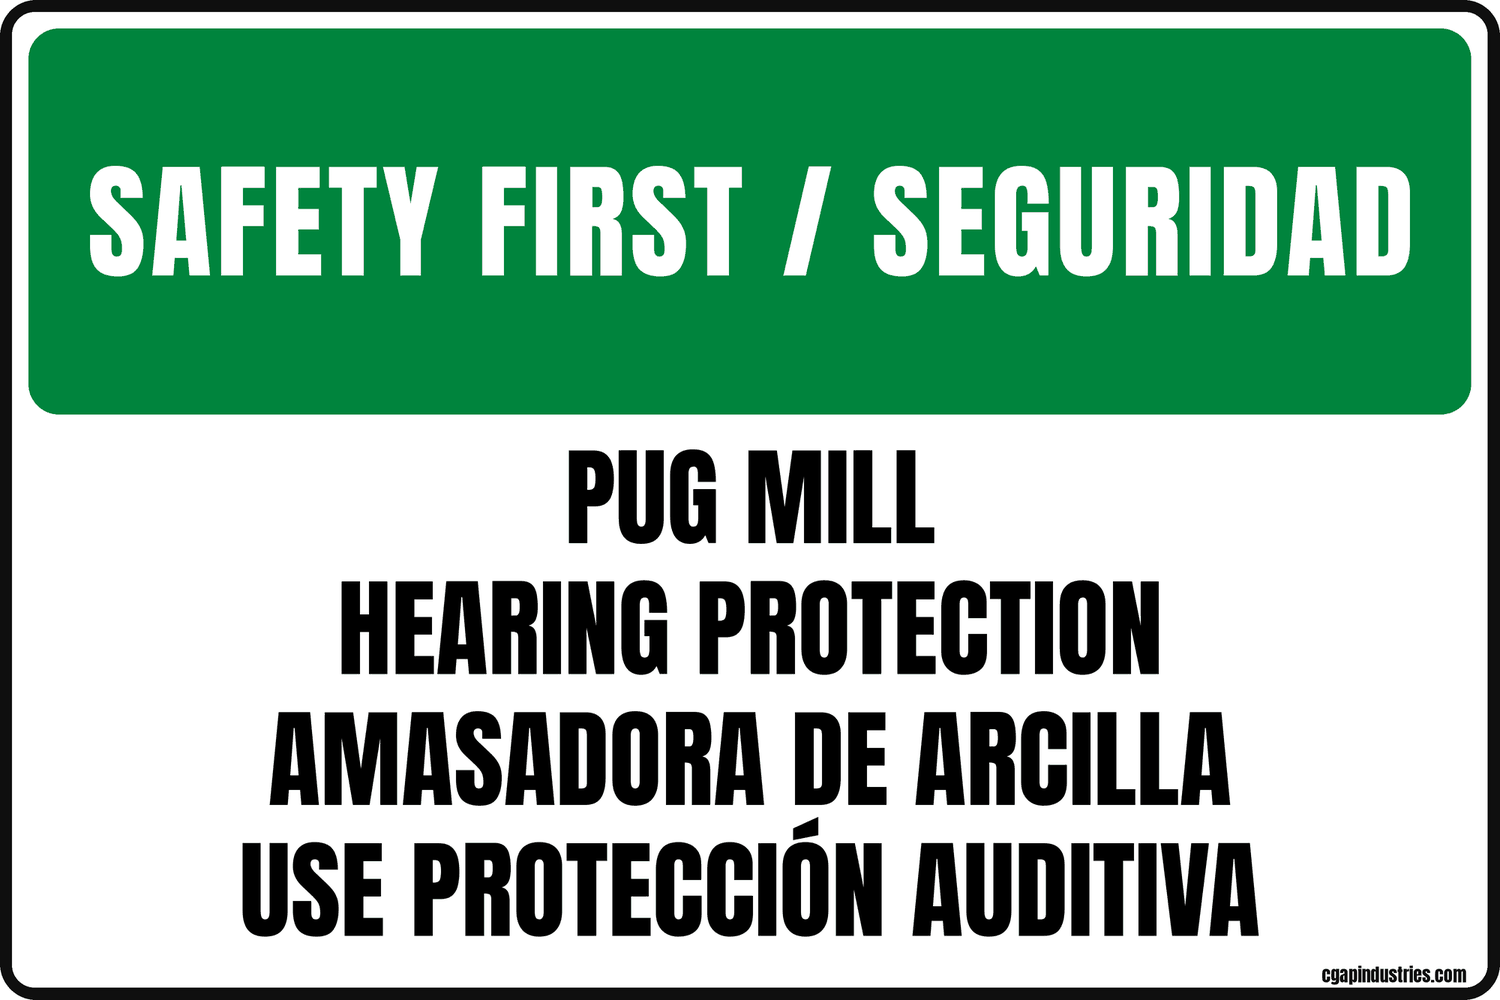 SAFETY FIRST / SEGURIDAD
PUG MILL
HEARING PROTECTION
AMASADORA DE ARCILLA
USE PROTECCIÓN AUDITIVA
cgapindustries.com